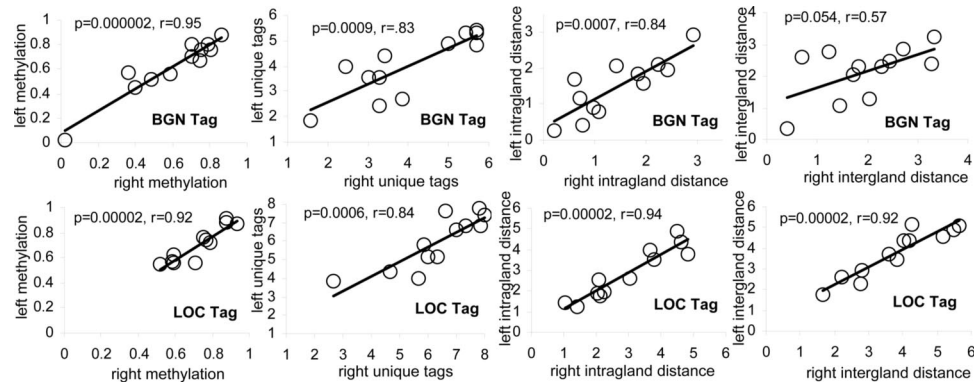 p=0.000002, r=0.95
left methylation
1
0.8
0.6
0.4
0.2
0
BGN Tag
0 0.2 0.4 0.6 0.8 1
right methylation
p=0.0009, r=.83
left unique tags
6
5
4
3
2
1
BGN Tag
1 2 3 4 5 6
right unique tags
p=0.0007, r=0.84
left intragland distance
4
3
2
1
0
BGN Tag
0 1 2 3 4
right intragland distance
p=0.054, r=0.57
left intergland distance
4
3
2
1
0
BGN Tag
0 1 2 3 4
right intergland distance
p=0.00002, r=0.92
left methylation
1
0.8
0.6
0.4
0.2
0
LOC Tag
0 0.2 0.4 0.6 0.8 1
right methylation
p=0.0006, r=0.84
left unique tags
8
7
6
5
4
3
2
1
LOC Tag
1 2 3 4 5 6 7 8
right unique tags
p=0.00002, r=0.94
left intragland distance
6
5
4
3
2
1
0
LOC Tag
0 1 2 3 4 5 6
right intragland distance
p=0.00002, r=0.92
left intergland distance
6
5
4
3
2
1
0
LOC Tag
0 1 2 3 4 5 6
right intergland distance